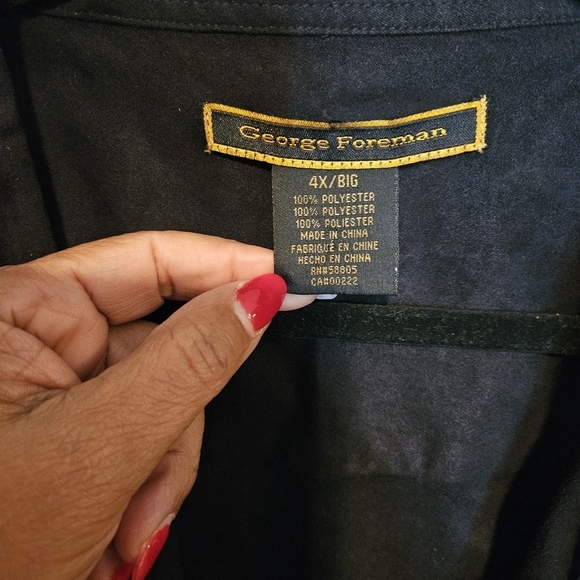 George Foreman
4X/BIG
100% POLYESTER
100% POLYESTER
100% POLIÉSTER
MADE IN CHINA
FABRIQUÉ EN CHINE
HECHO EN CHINA
RN#58805
CA#00222